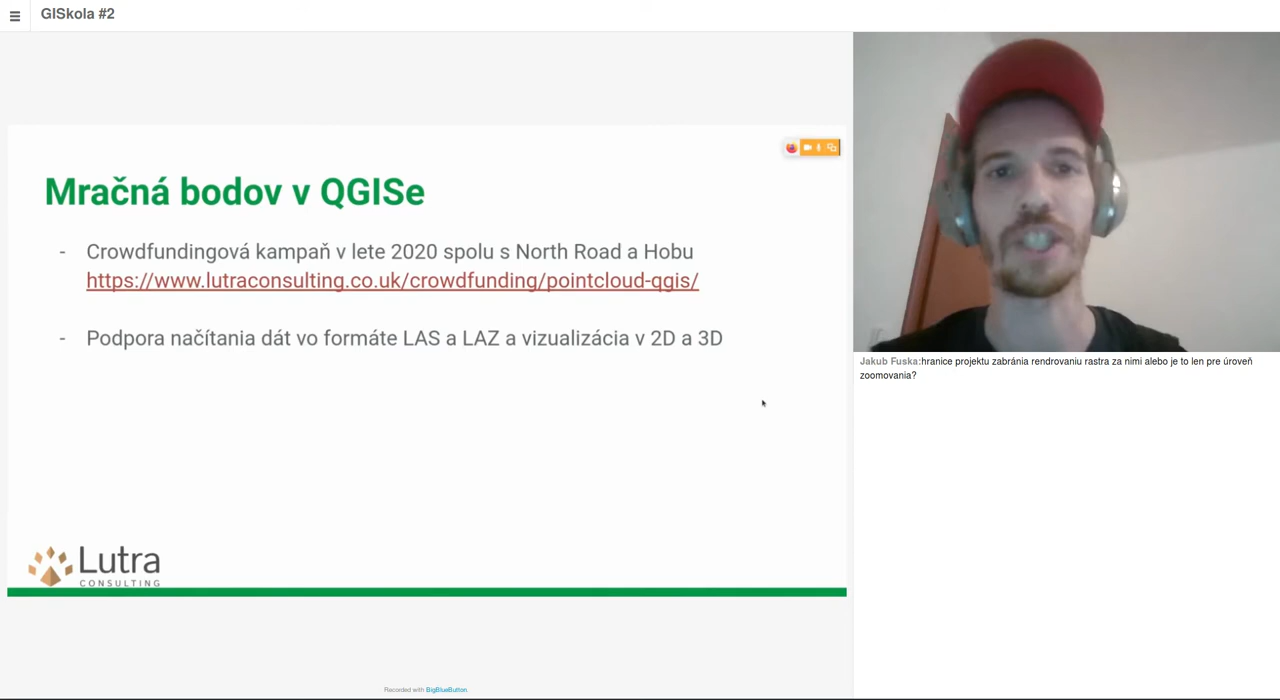 GISkola #2
Mračná bodov v QGISe
- Crowdfundingová kampaň v lete 2020 spolu s North Road a Hobu
https://www.lutraconsulting.co.uk/crowdfunding/pointcloud-qgis/
- Podpora načítania dát vo formáte LAS a LAZ a vizualizácia v 2D a 3D
Lutra
CONSULTING
Jakub Fuska:hranice projektu zabránia rendrovaniu rastra za nimi alebo je to len pre úroveň
zoomovania?
Recorded with BigBlueButton.